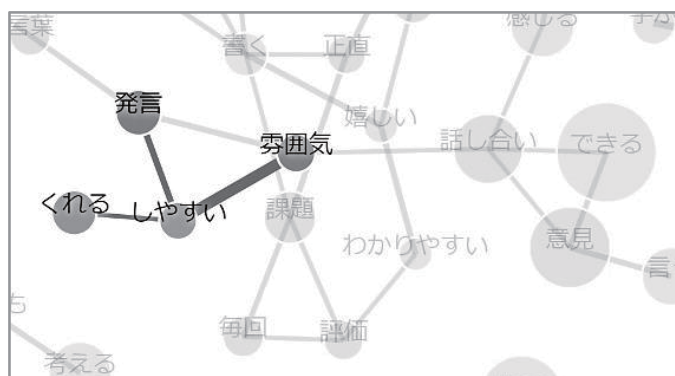 言葉
書く
正直
感じる
発言
嬉しい
雰囲気
話し合い
できる
くれる
しやすい
課題
わかりやすい
意見
毎回
評価
考える